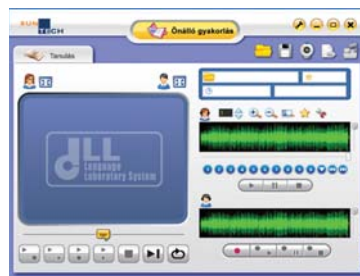 SUN
TECH
Önálló gyakorlás
Tanulás
DLL
Language
Laboratory System